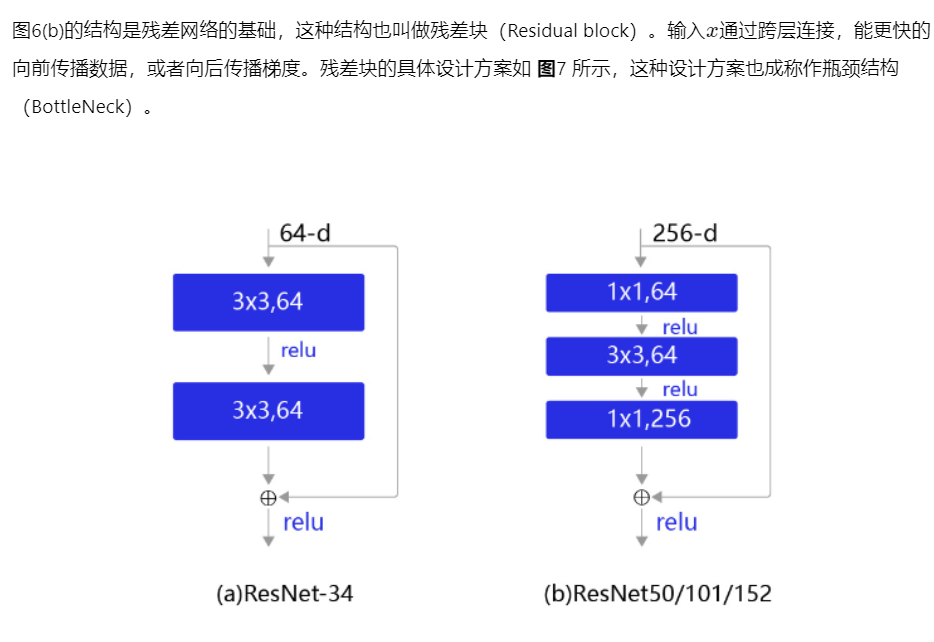 图6(b)的结构是残差网络的基础，这种结构也叫做残差块（Residual block）。输入x通过跨层连接，能更快的
向前传播数据，或者向后传播梯度。残差块的具体设计方案如 图7 所示，这种设计方案也成称作瓶颈结构
（BottleNeck）。
64-d
3x3,64
relu
3x3,64
relu
(a)ResNet-34
256-d
1x1,64
relu
3x3,64
relu
1x1,256
relu
(b)ResNet50/101/152